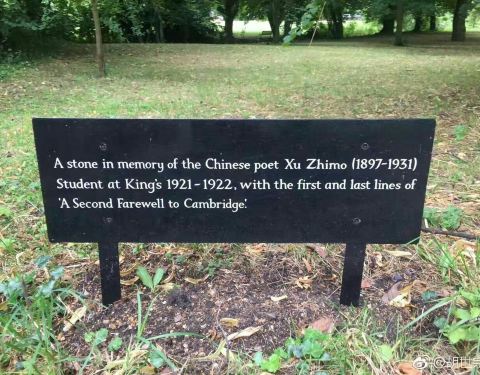 A stone in memory of the Chinese poet Xu Zhimo (1897-1931)
Student at King's 1921-1922, with the first and last lines of
'A Second Farewell to Cambridge'.